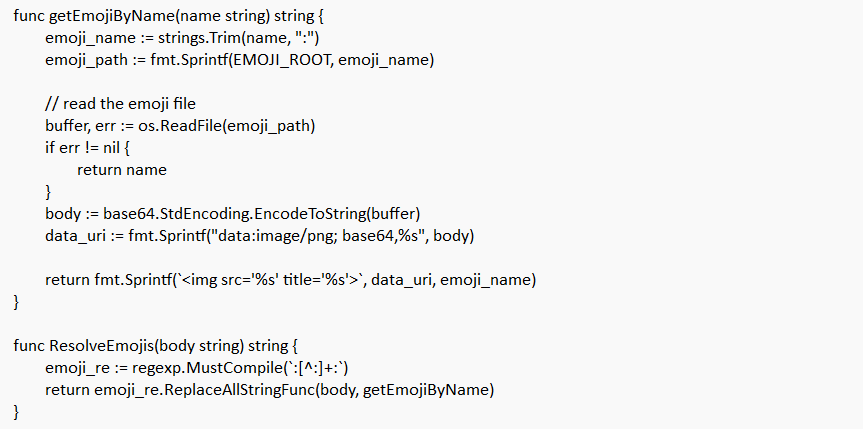 func getEmojiByName(name string) string {
emoji_name := strings.Trim(name, ":")
emoji_path := fmt.Sprintf(EMOJI_ROOT, emoji_name)
// read the emoji file
buffer, err := os.ReadFile(emoji_path)
if err != nil {
return name
}
body := base64.StdEncoding.EncodeToString(buffer)
data_uri := fmt.Sprintf("data:image/png; base64,%s", body)
return fmt.Sprintf(`<img src='%s' title='%s'>`, data_uri, emoji_name)
}
func ResolveEmojis(body string) string {
emoji_re := regexp.MustCompile(`:[^:]+:`)
return emoji_re.ReplaceAllStringFunc(body, getEmojiByName)
}